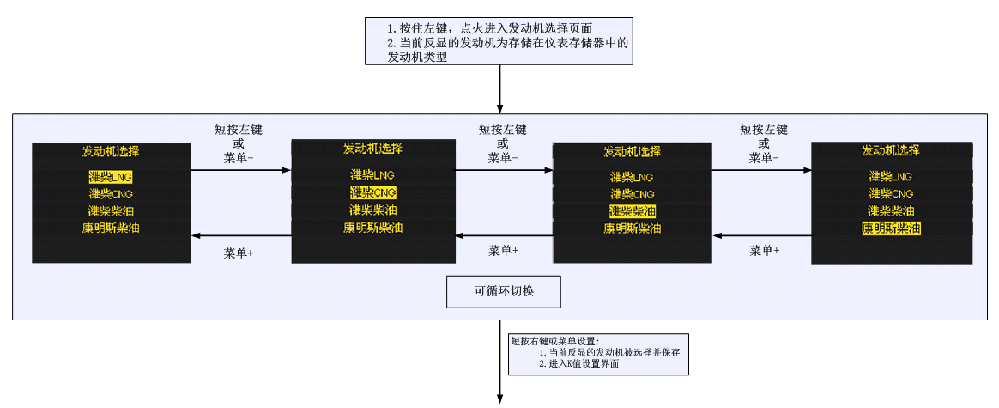 1.按住左键，点火进入发动机选择页面
2.当前反显的发动机为存储在仪表存储器中的
发动机类型
短按左键
或
菜单-
短按左键
或
菜单-
短按左键
或
菜单-
发动机选择
潍柴LNG
潍柴CNG
潍柴柴油
康明斯柴油
发动机选择
潍柴LNG
潍柴CNG
潍柴柴油
康明斯柴油
发动机选择
潍柴LNG
潍柴CNG
潍柴柴油
康明斯柴油
发动机选择
潍柴LNG
潍柴CNG
潍柴柴油
康明斯柴油
菜单+
菜单+
菜单+
可循环切换
短按右键或菜单设置:
1.当前反显的发动机被选择并保存
2.进入K值设置界面